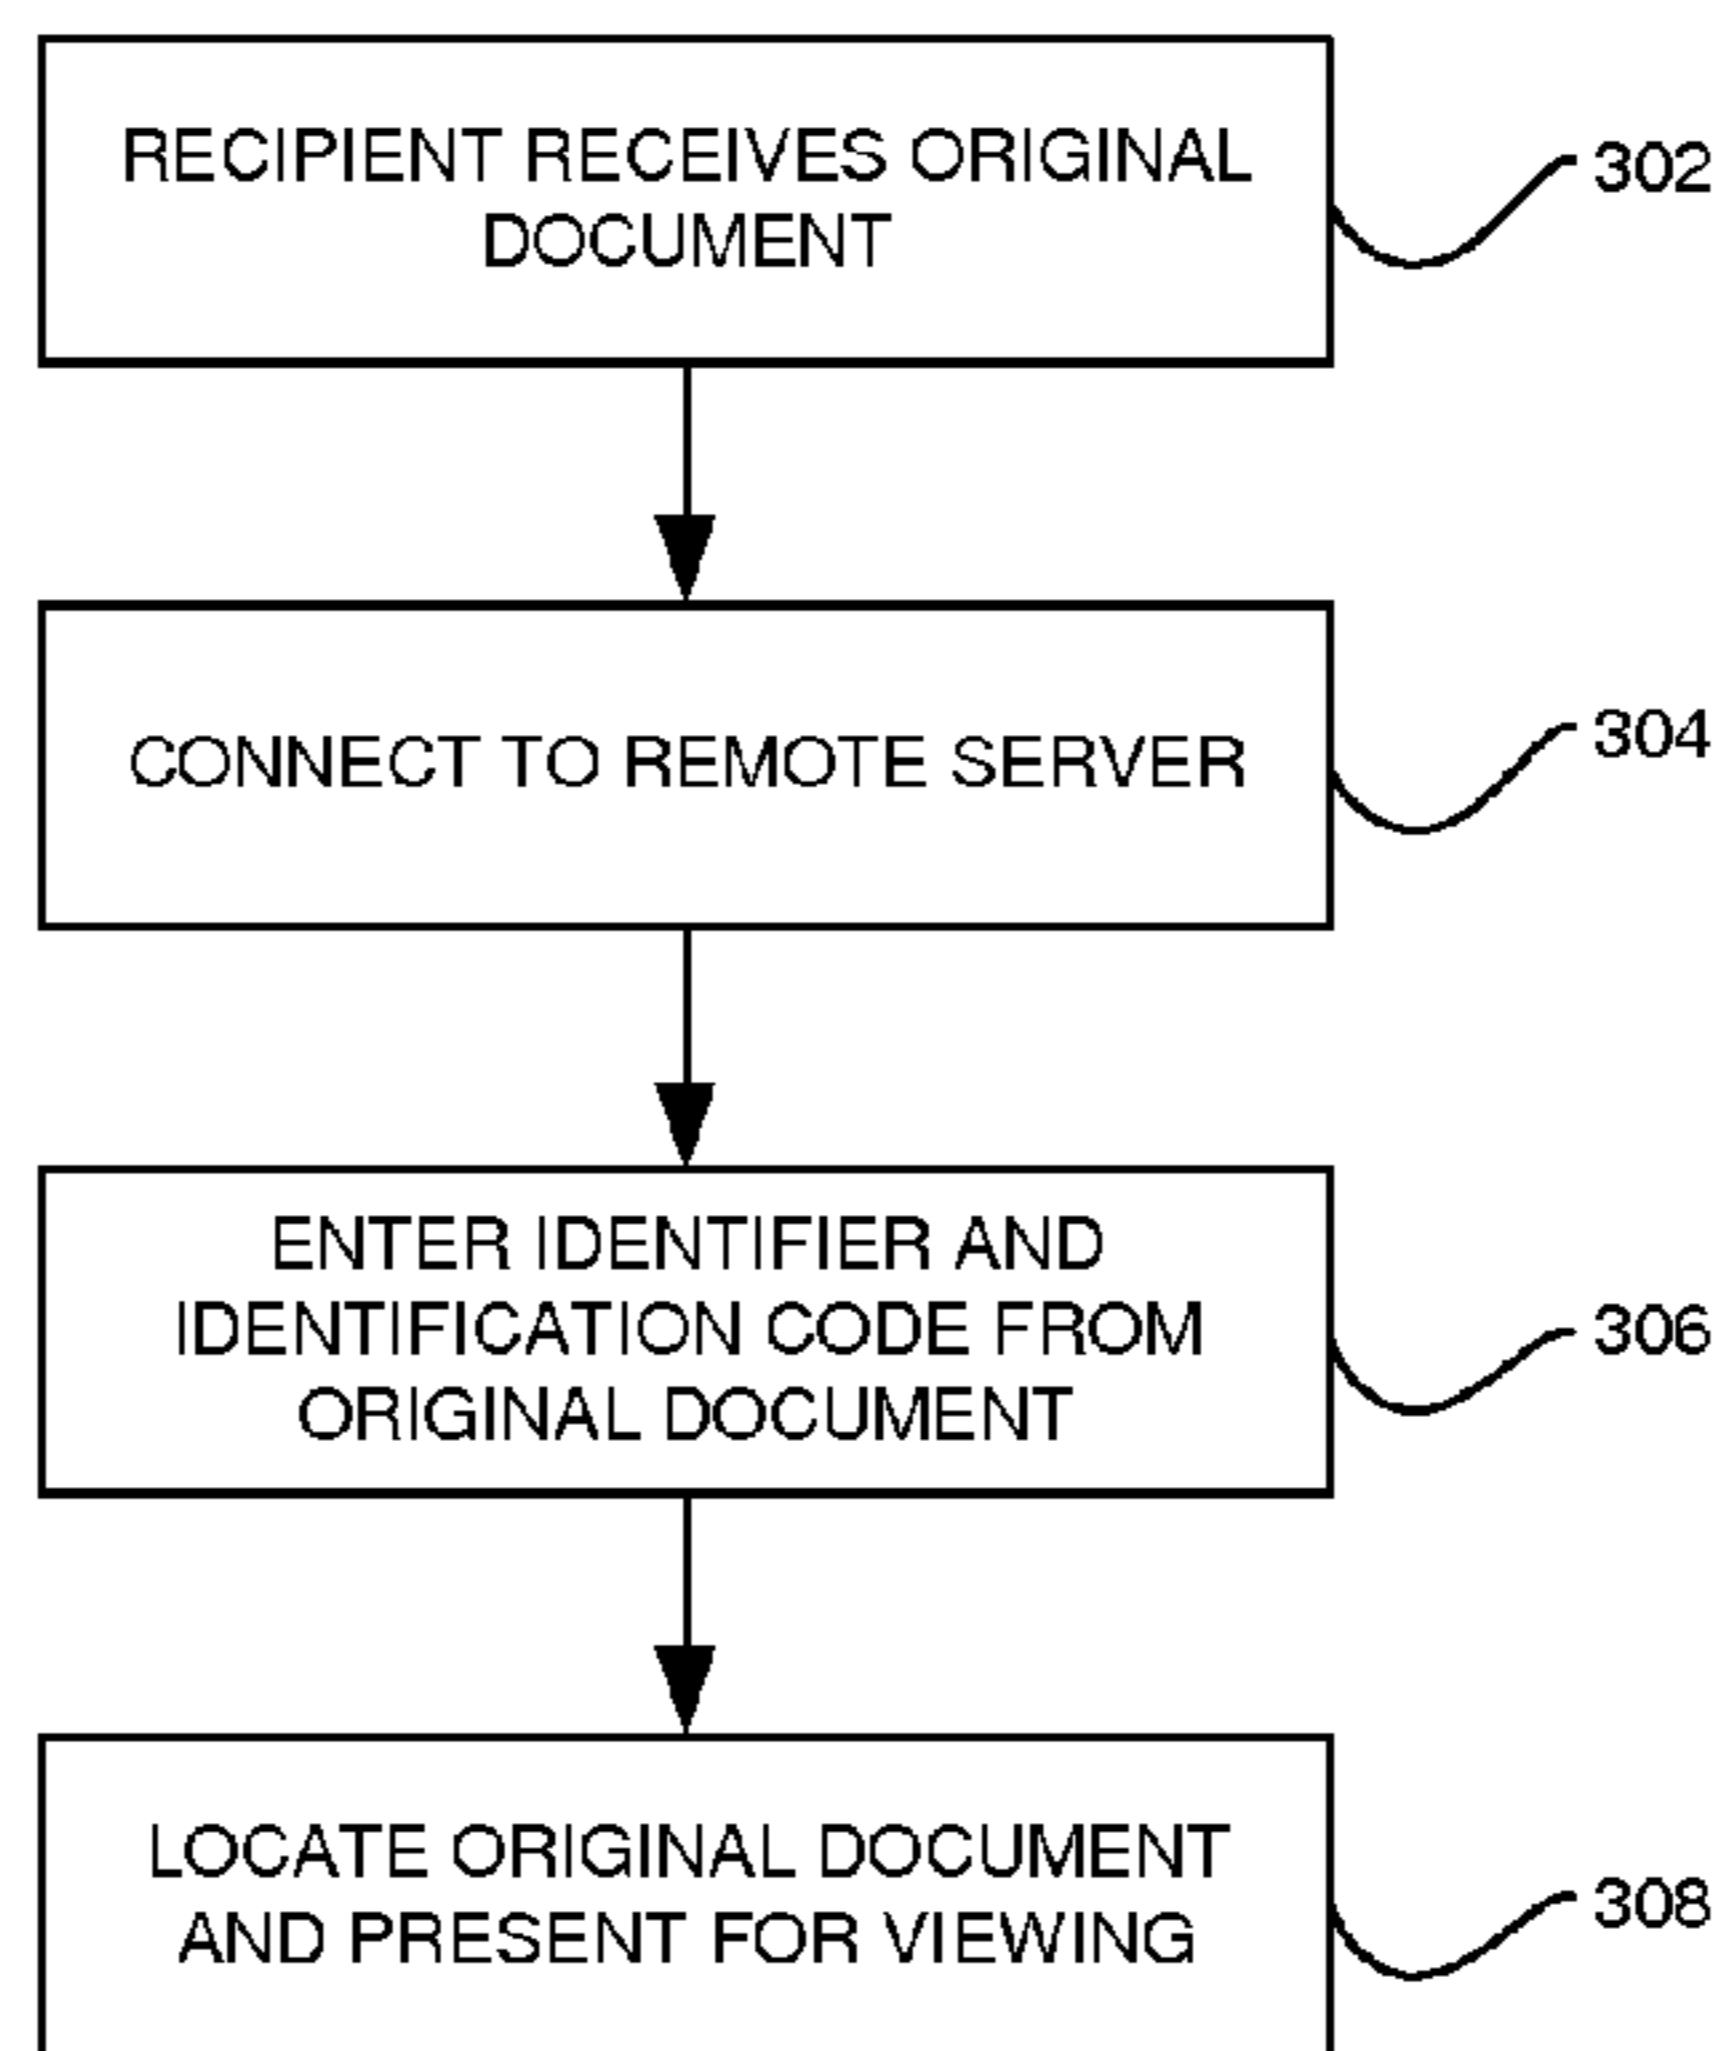 RECIPIENT RECEIVES ORIGINAL
DOCUMENT
302
CONNECT TO REMOTE SERVER
304
ENTER IDENTIFIER AND
IDENTIFICATION CODE FROM
ORIGINAL DOCUMENT
306
LOCATE ORIGINAL DOCUMENT
AND PRESENT FOR VIEWING
308